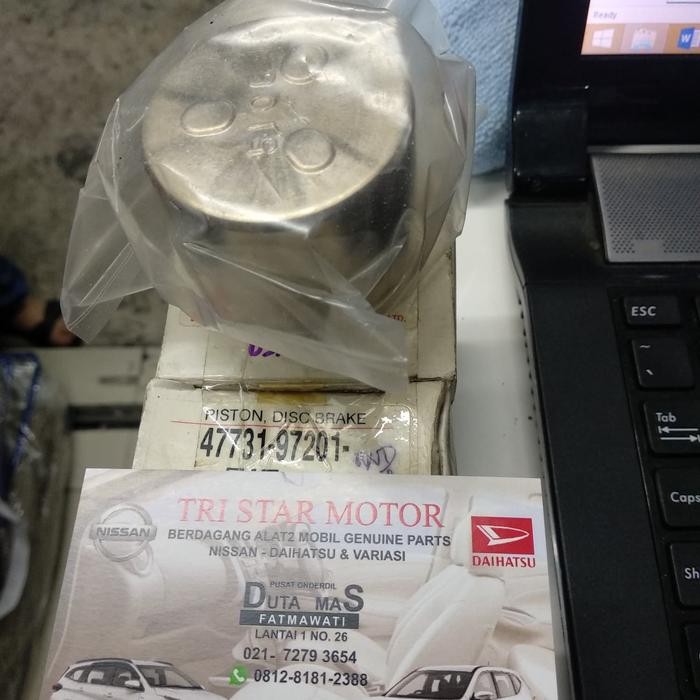 Ready
PISTON, DISC BRAKE
47731-97201-
TRI STAR MOTOR
NISSAN
BERDAGANG ALAT2 MOBIL GENUINE PARTS
NISSAN - DAIHATSU & VARIASI
DAIHATSU
PUSAT ONDERDIL
DUTA MAS
FATMAWATI
LANTAI 1 NO. 26
021- 7279 3654
0812-8181-2388
ESC
~
Tab
Caps
Sh